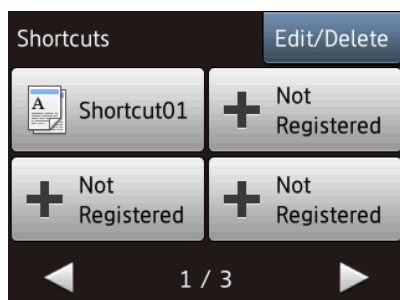 Shortcuts
Edit/Delete
A
Shortcut01
Not
Registered
Not
Registered
Not
Registered
1 / 3